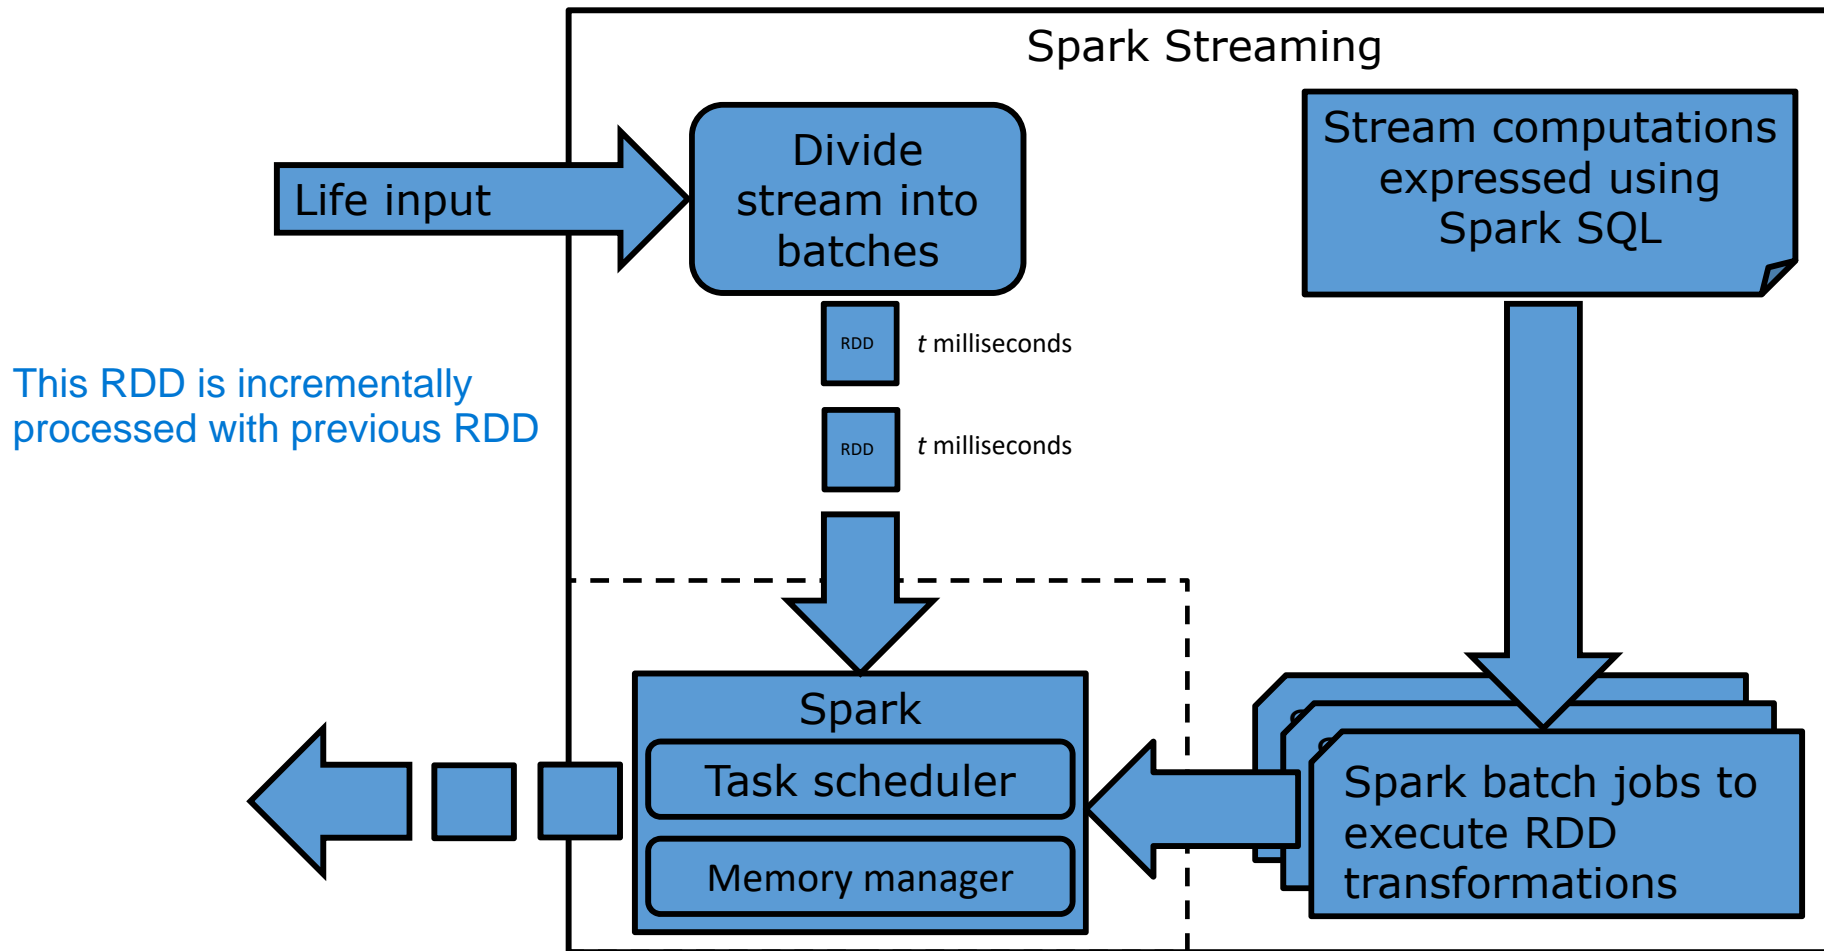 Spark Streaming
Life input
Divide
stream into
batches
Stream computations
expressed using
Spark SQL
RDD
t milliseconds
This RDD is incrementally
processed with previous RDD
RDD
t milliseconds
Spark
Task scheduler
Memory manager
Spark batch jobs to
execute RDD
transformations